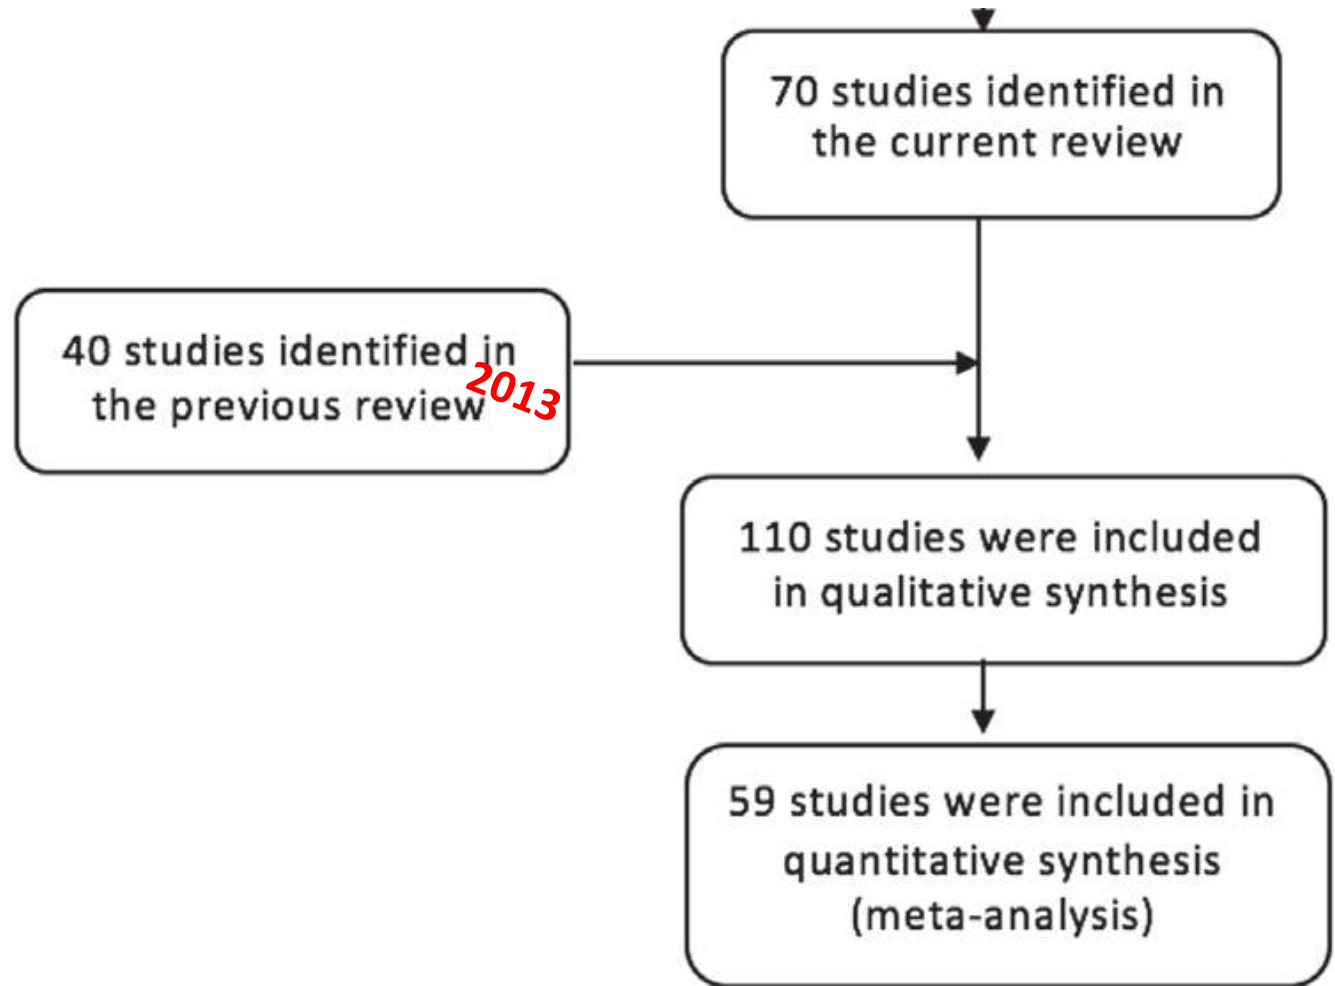 70 studies identified in
the current review
40 studies identified in
the previous review
2013
110 studies were included
in qualitative synthesis
59 studies were included in
quantitative synthesis
(meta-analysis)